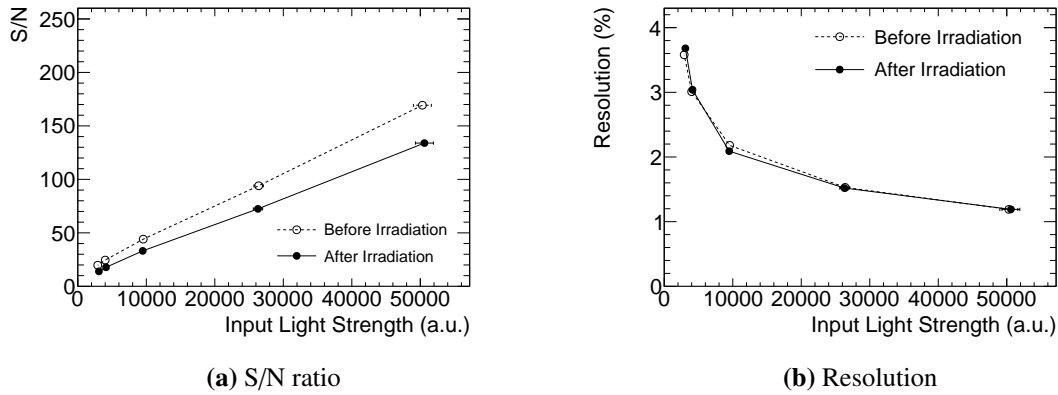 S/N
250
200
150
100
50
0
Before Irradiation
After Irradiation
0 10000 20000 30000 40000 50000
Input Light Strength (a.u.)
(a) S/N ratio
Resolution (%)
4
3
2
1
0
Before Irradiation
After Irradiation
0 10000 20000 30000 40000 50000
Input Light Strength (a.u.)
(b) Resolution